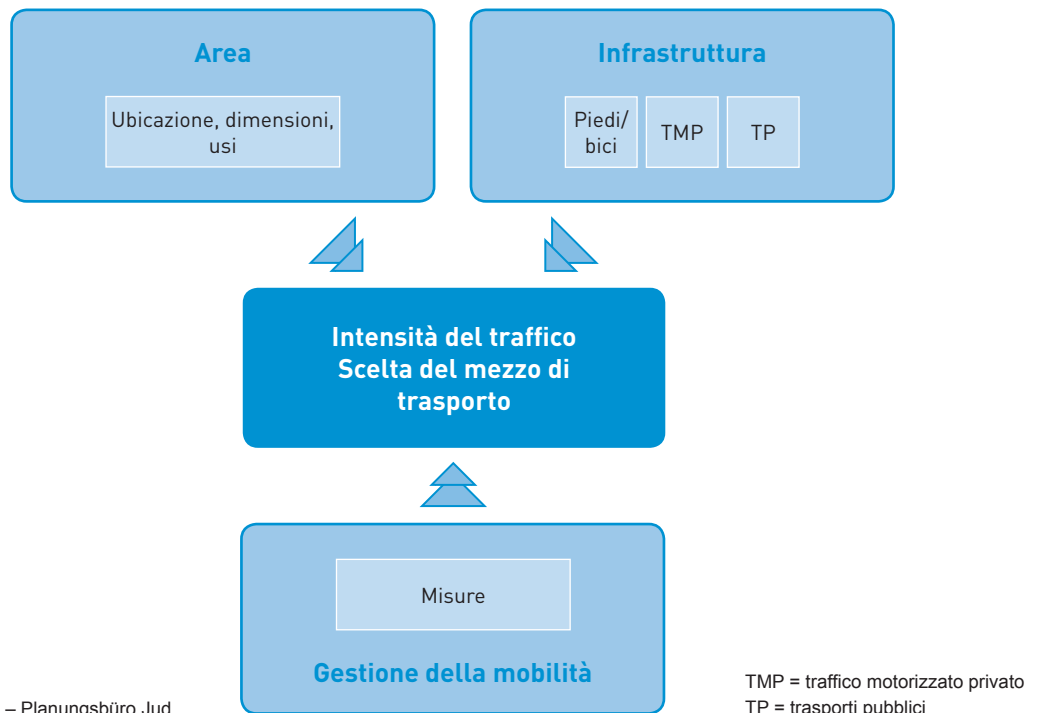 Area
Ubicazione, dimensioni,
usi
Infrastruttura
Piedi/
bici
TMP
TP
Intensità del traffico
Scelta del mezzo di
trasporto
Misure
Gestione della mobilità
– Planungsbüro Jud
TMP = traffico motorizzato privato
TP = trasporti pubblici